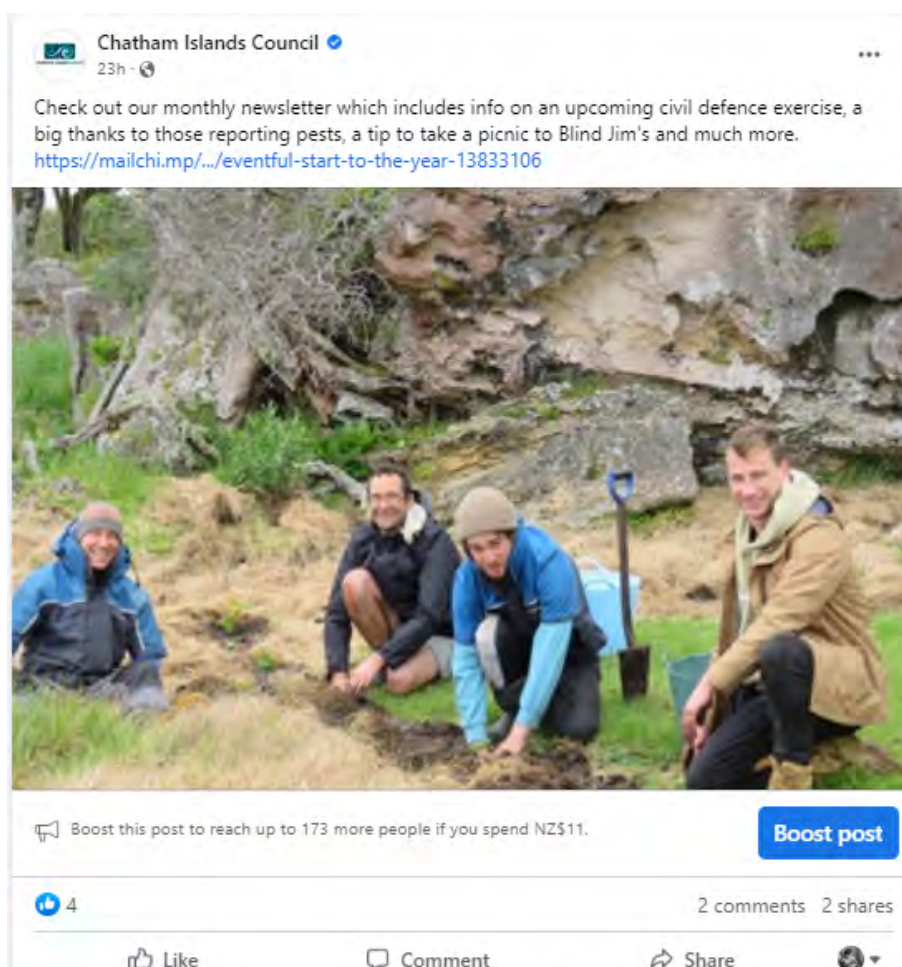 Chatham Islands Council
23h
Check out our monthly newsletter which includes info on an upcoming civil defence exercise, a
big thanks to those reporting pests, a tip to take a picnic to Blind Jim's and much more.
https://mailchi.mp/.../eventful-start-to-the-year-13833106
Boost this post to reach up to 173 more people if you spend NZ$11.
Boost post
4
2 comments 2 shares
Like Comment Share